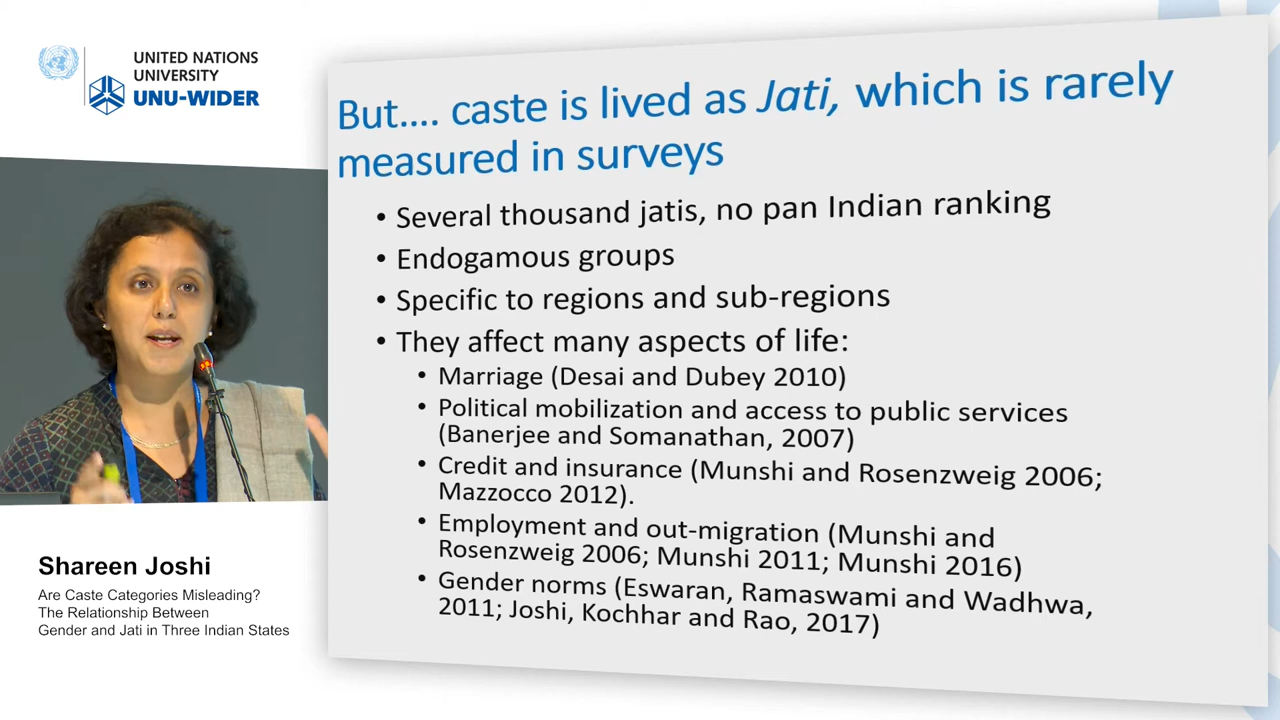 UNITED NATIONS
UNIVERSITY
UNU-WIDER
But.... caste is lived as Jati, which is rarely
measured in surveys
• Several thousand jatis, no pan Indian ranking
• Endogamous groups
• Specific to regions and sub-regions
• They affect many aspects of life:
• Marriage (Desai and Dubey 2010)
• Political mobilization and access to public services
(Banerjee and Somanathan, 2007)
• Credit and insurance (Munshi and Rosenzweig 2006;
Mazzocco 2012).
• Employment and out-migration (Munshi and
Rosenzweig 2006; Munshi 2011; Munshi 2016)
• Gender norms (Eswaran, Ramaswami and Wadhwa,
2011; Joshi, Kochhar and Rao, 2017)
Shareen Joshi
Are Caste Categories Misleading?
The Relationship Between
Gender and Jati in Three Indian States